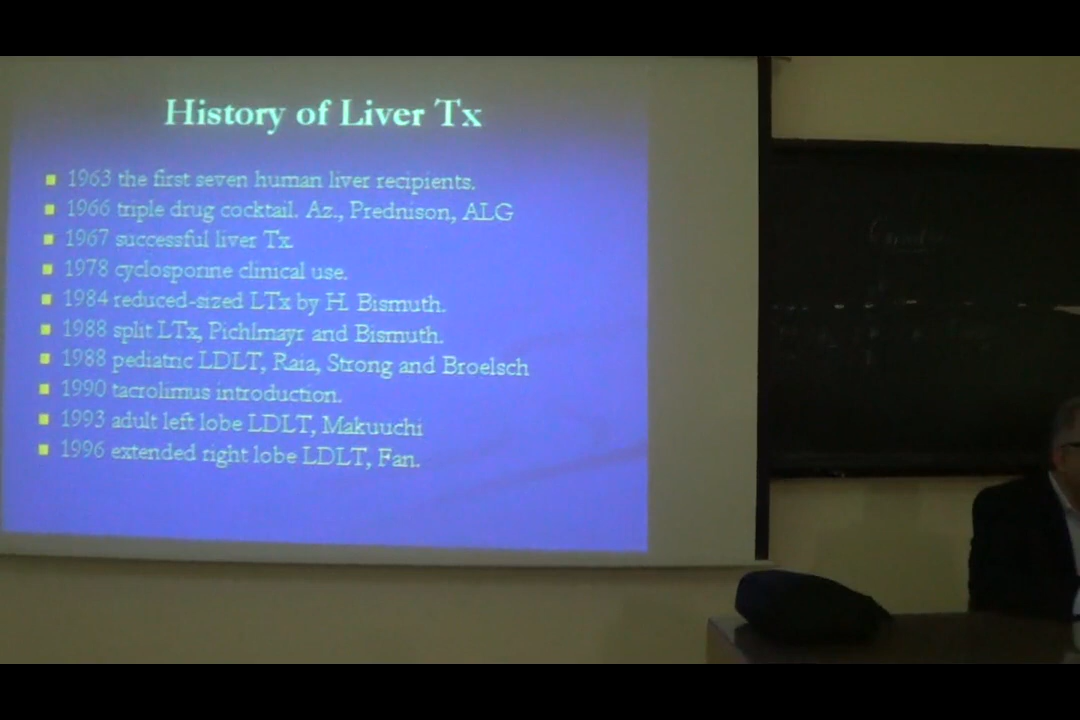 History of Liver Tx
1963 the first seven human liver recipients.
1966 triple drug cocktail. Az., Prednison, ALG
1967 successful liver Tx.
1978 cyclosporine clinical use.
1984 reduced-sized LTx by H. Bismuth.
1988 split LTx, Pichlmayr and Bismuth.
1988 pediatric LDLT, Raia, Strong and Broelsch
1990 tacrolimus introduction.
1993 adult left lobe LDLT, Makuuchi
1996 extended right lobe LDLT, Fan.